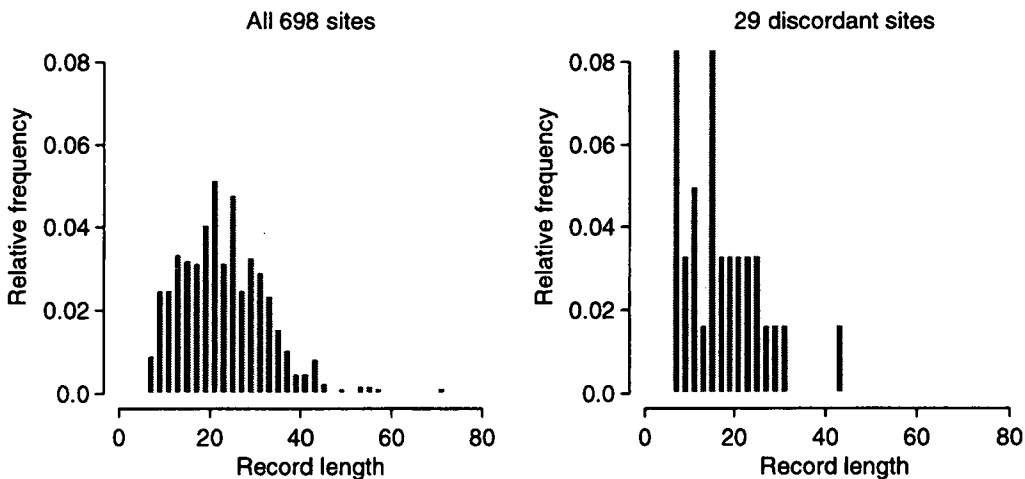 All 698 sites
Relative frequency
0.08
0.06
0.04
0.02
0.0
0 20 40 60 80
Record length
29 discordant sites
Relative frequency
0.08
0.06
0.04
0.02
0.0
0 20 40 60 80
Record length